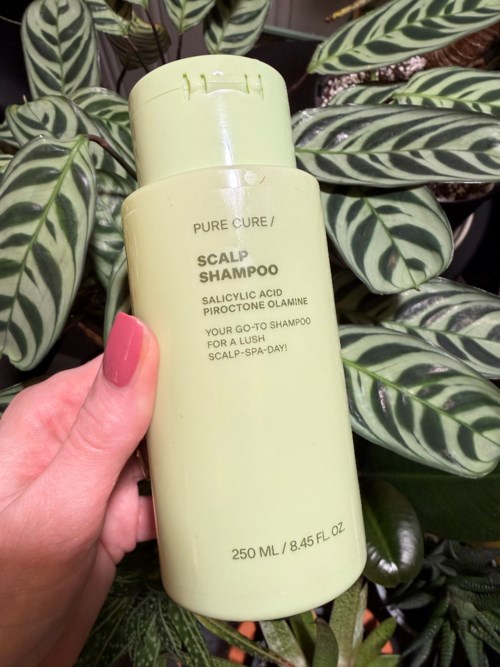 PURE CURE /
SCALP
SHAMPOO
SALICYLIC ACID
PIROCTONE OLAMINE
YOUR GO-TO SHAMPOO
FOR A LUSH
SCALP-SPA-DAY!
250 ML / 8.45 FL. OZ